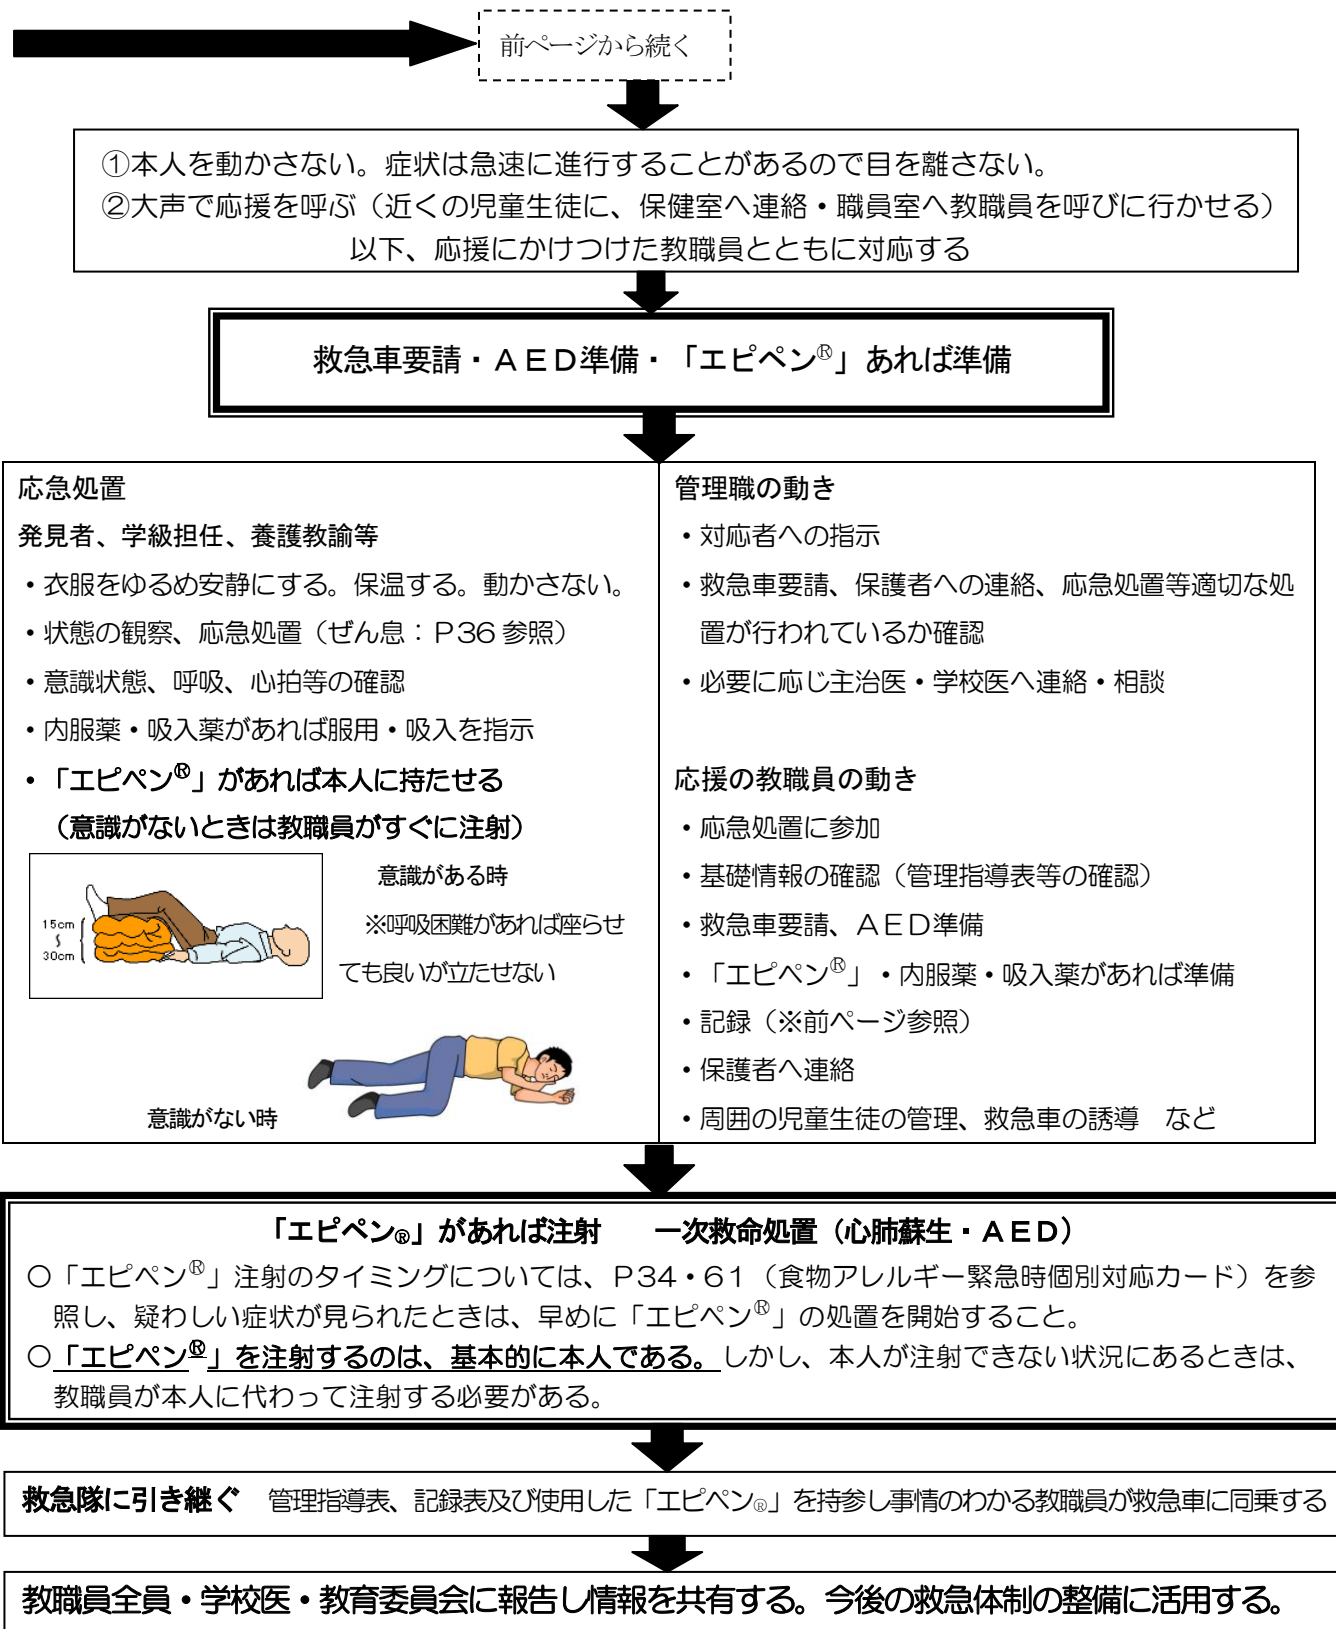 前ページから続く
①本人を動かさない。症状は急速に進行することがあるので目を離さない。
②大声で応援を呼ぶ（近くの児童生徒に、保健室へ連絡・職員室へ教職員を呼びに行かせる）
以下、応援にかけつけた教職員とともに対応する
救急車要請・ＡＥＤ準備・「エピペン®」あれば準備
応急処置
発見者、学級担任、養護教諭等
・衣服をゆるめ安静にする。保温する。動かさない。
・状態の観察、応急処置（ぜん息：Ｐ36 参照）
・意識状態、呼吸、心拍等の確認
・内服薬・吸入薬があれば服用・吸入を指示
・「エピペン®」があれば本人に持たせる
（意識がないときは教職員がすぐに注射）
15cm
〜
30cm
意識がある時
※呼吸困難があれば座らせ
ても良いが立たせない
意識がない時
管理職の動き
・対応者への指示
・救急車要請、保護者への連絡、応急処置等適切な処
置が行われているか確認
・必要に応じ主治医・学校医へ連絡・相談
応援の教職員の動き
・応急処置に参加
・基礎情報の確認（管理指導表等の確認）
・救急車要請、ＡＥＤ準備
・「エピペン®」・内服薬・吸入薬があれば準備
・記録（※前ページ参照）
・保護者へ連絡
・周囲の児童生徒の管理、救急車の誘導　など
「エピペン®」があれば注射　　一次救命処置（心肺蘇生・ＡＥＤ）
○「エピペン®」注射のタイミングについては、Ｐ34・61（食物アレルギー緊急時個別対応カード）を参
照し、疑わしい症状が見られたときは、早めに「エピペン®」の処置を開始すること。
○「エピペン®」を注射するのは、基本的に本人である。しかし、本人が注射できない状況にあるときは、
教職員が本人に代わって注射する必要がある。
救急隊に引き継ぐ　管理指導表、記録表及び使用した「エピペン®」を持参し事情のわかる教職員が救急車に同乗する
教職員全員・学校医・教育委員会に報告し情報を共有する。今後の救急体制の整備に活用する。